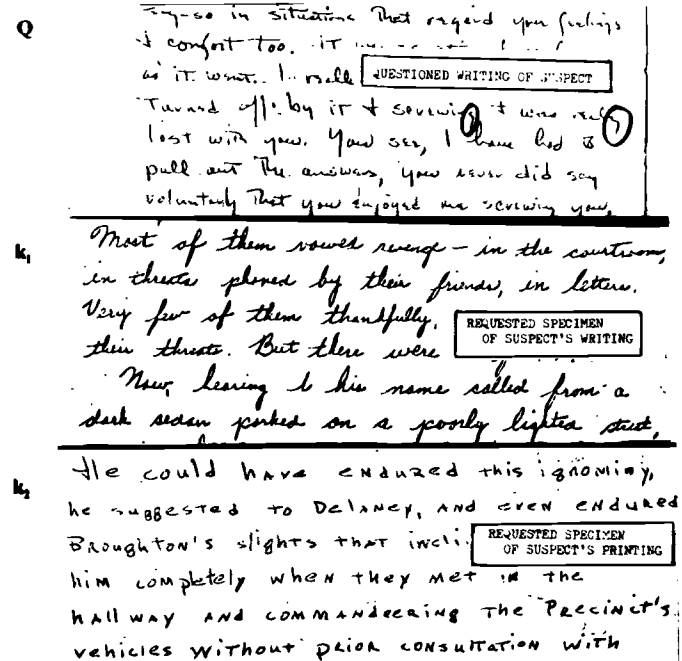 Q
say-so in situations that regard your feelings
& comfort too. IT
as it went. I
QUESTIONED WRITING OF SUSPECT
Turned off by it & screwing I was really
lost with you. You see, I have had to
pull out the answers, you never did say
voluntarily that you enjoyed me screwing you.
k₁
Most of them vowed revenge – in the courtroom,
in threats phoned by their friends, in letters.
Very few of them thankfully,
their threats. But there were
REQUESTED SPECIMEN
OF SUSPECT'S WRITING
Now, hearing his name called from a
dark sedan parked on a poorly lighted street,
k₂
He could have endured this ignominy,
he suggested to Delaney, and even endured
Broughton's slights that incli
REQUESTED SPECIMEN
OF SUSPECT'S PRINTING
him completely when they met in the
hallway and commandeering the Precinct's
vehicles without prior consultation with